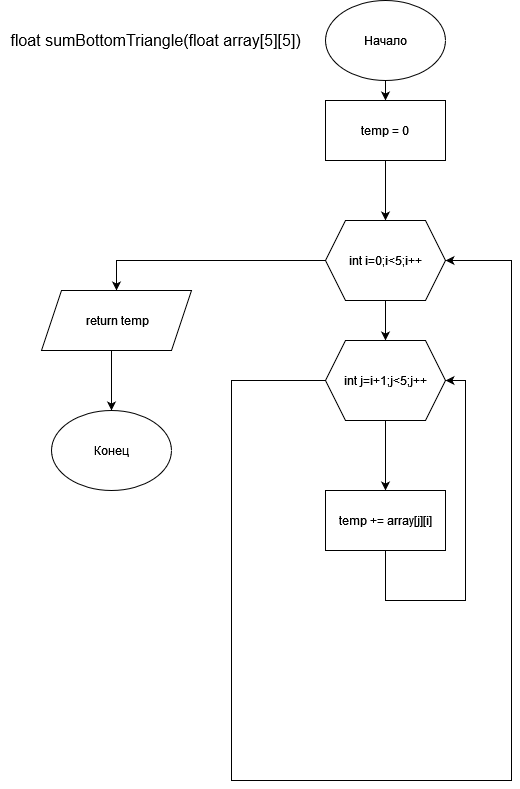 float sumBottomTriangle(float array[5][5])
Начало
temp = 0
int i=0;i<5;i++
return temp
int j=i+1;j<5;j++
Конец
temp += array[j][i]